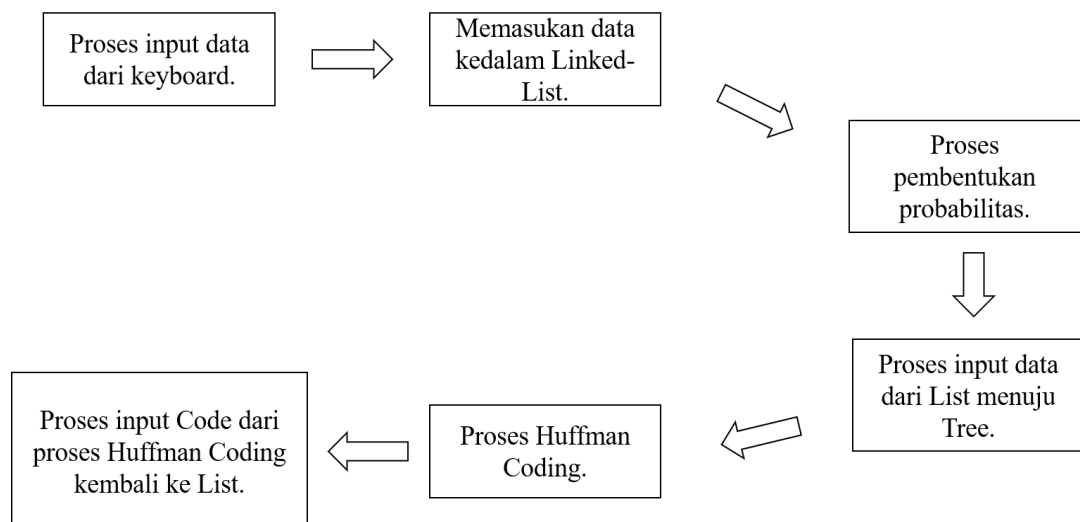 Proses input data
dari keyboard.
Memasukan data
kedalam Linked-
List.
Proses
pembentukan
probabilitas.
Proses input data
dari List menuju
Tree.
Proses Huffman
Coding.
Proses input Code dari
proses Huffman Coding
kembali ke List.